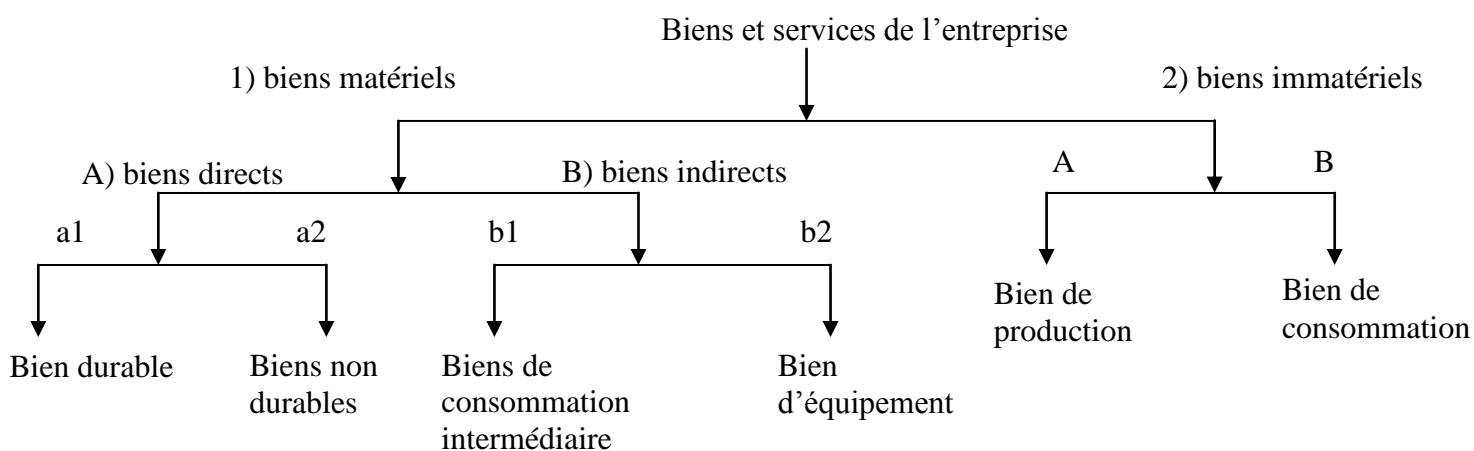 Biens et services de l’entreprise
1) biens matériels
2) biens immatériels
A) biens directs
B) biens indirects
A
B
a1
a2
b1
b2
Bien durable
Biens non
durables
Biens de
consommation
intermédiaire
Bien
d’équipement
Bien de
production
Bien de
consommation